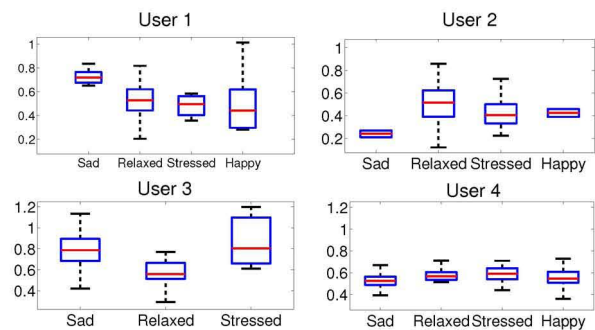 User 1
1
0.8
0.6
0.4
0.2
Sad Relaxed Stressed Happy
User 2
1
0.8
0.6
0.4
0.2
Sad Relaxed Stressed Happy
User 3
1.2
1
0.8
0.6
0.4
Sad Relaxed Stressed
User 4
1.2
1
0.8
0.6
0.4
Sad Relaxed Stressed Happy